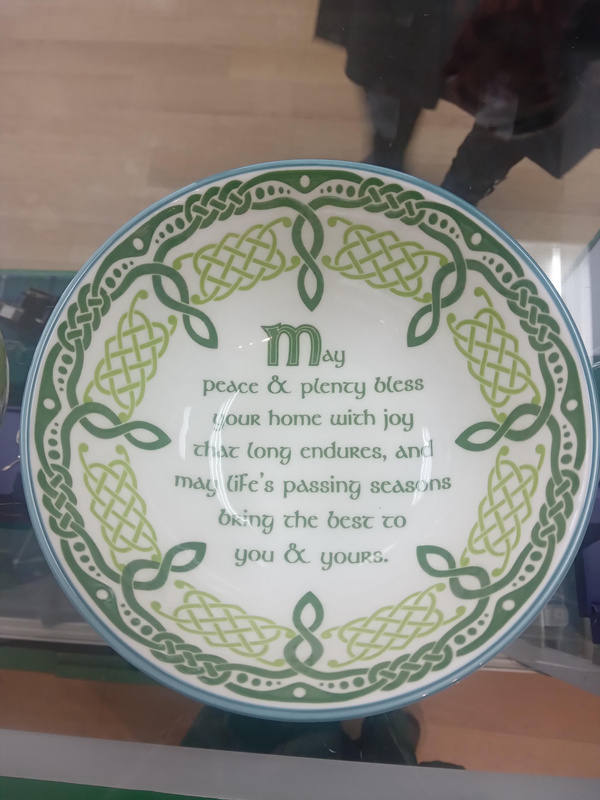 May
peace & plenty bless
your home with joy
that long endures, and
may life's passing seasons
bring the best to
you & yours.